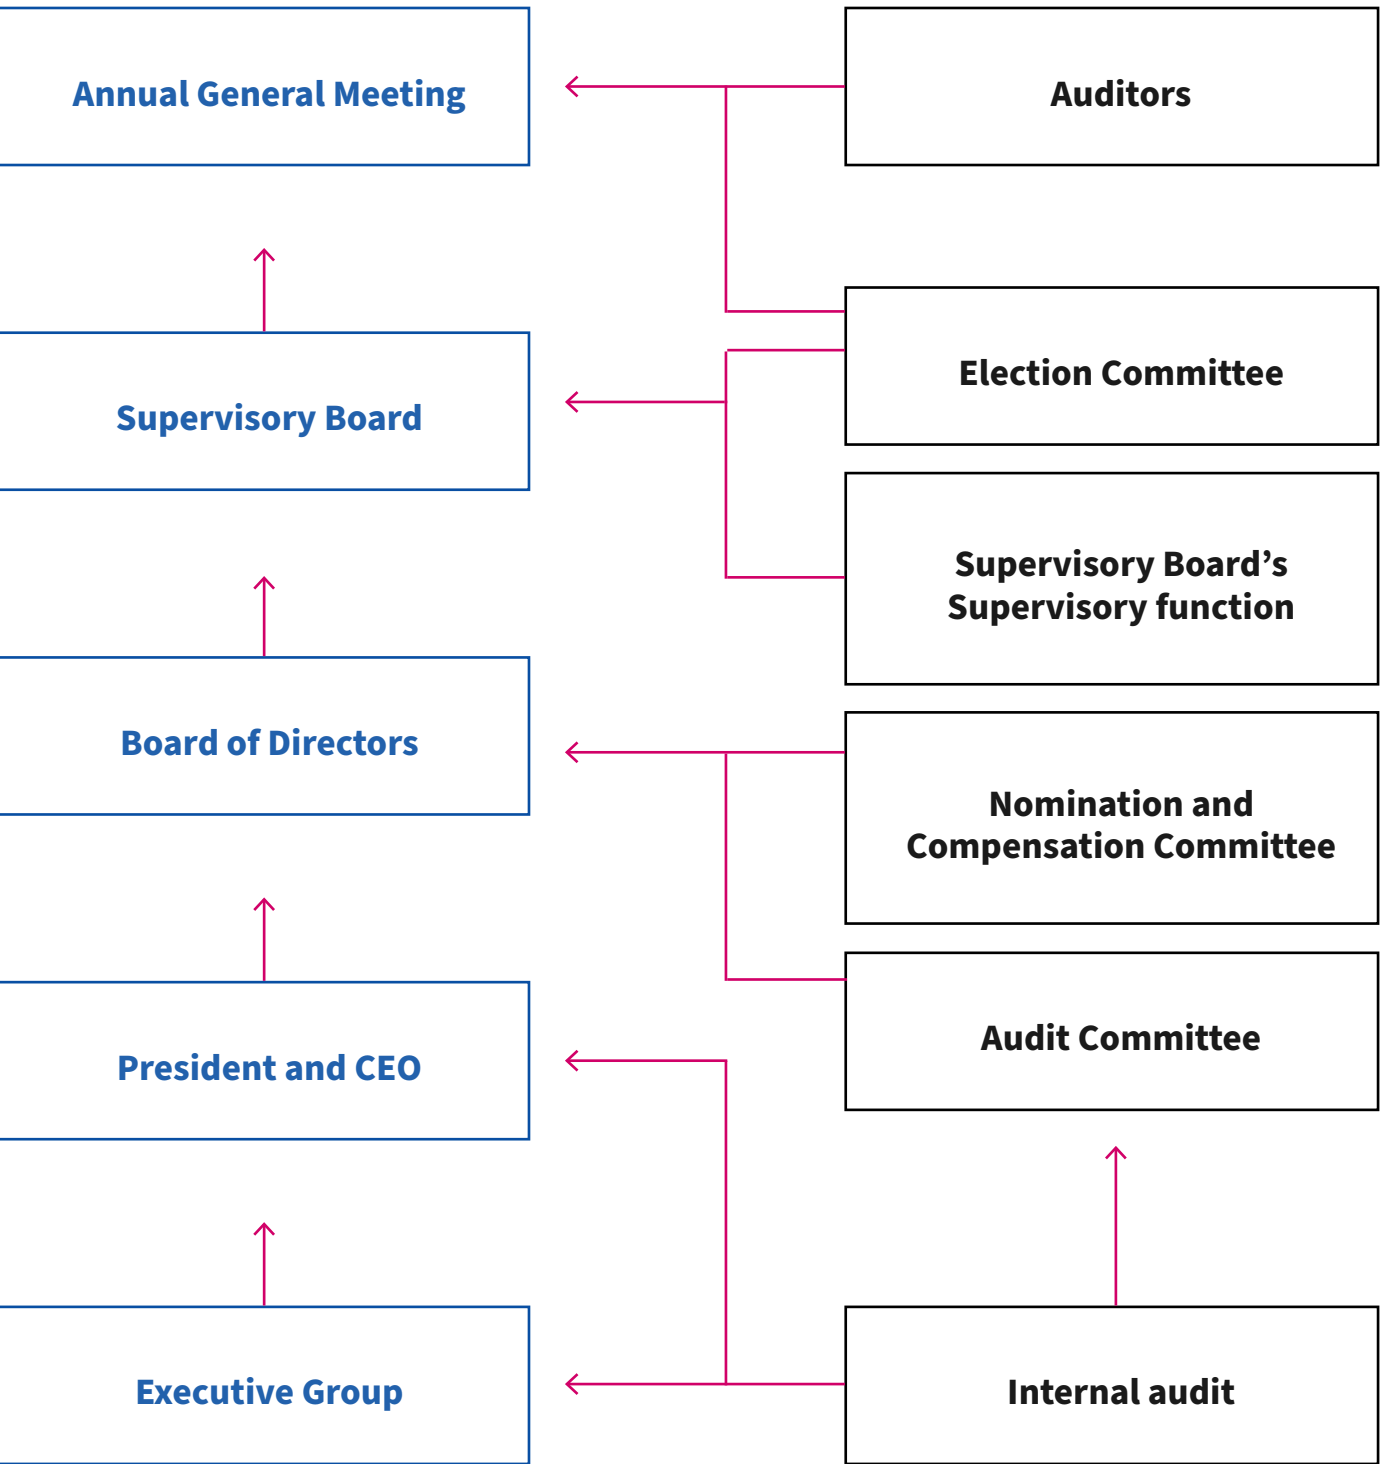 Annual General Meeting
Auditors
Election Committee
Supervisory Board
Supervisory Board’s
Supervisory function
Board of Directors
Nomination and
Compensation Committee
Audit Committee
President and CEO
Executive Group
Internal audit